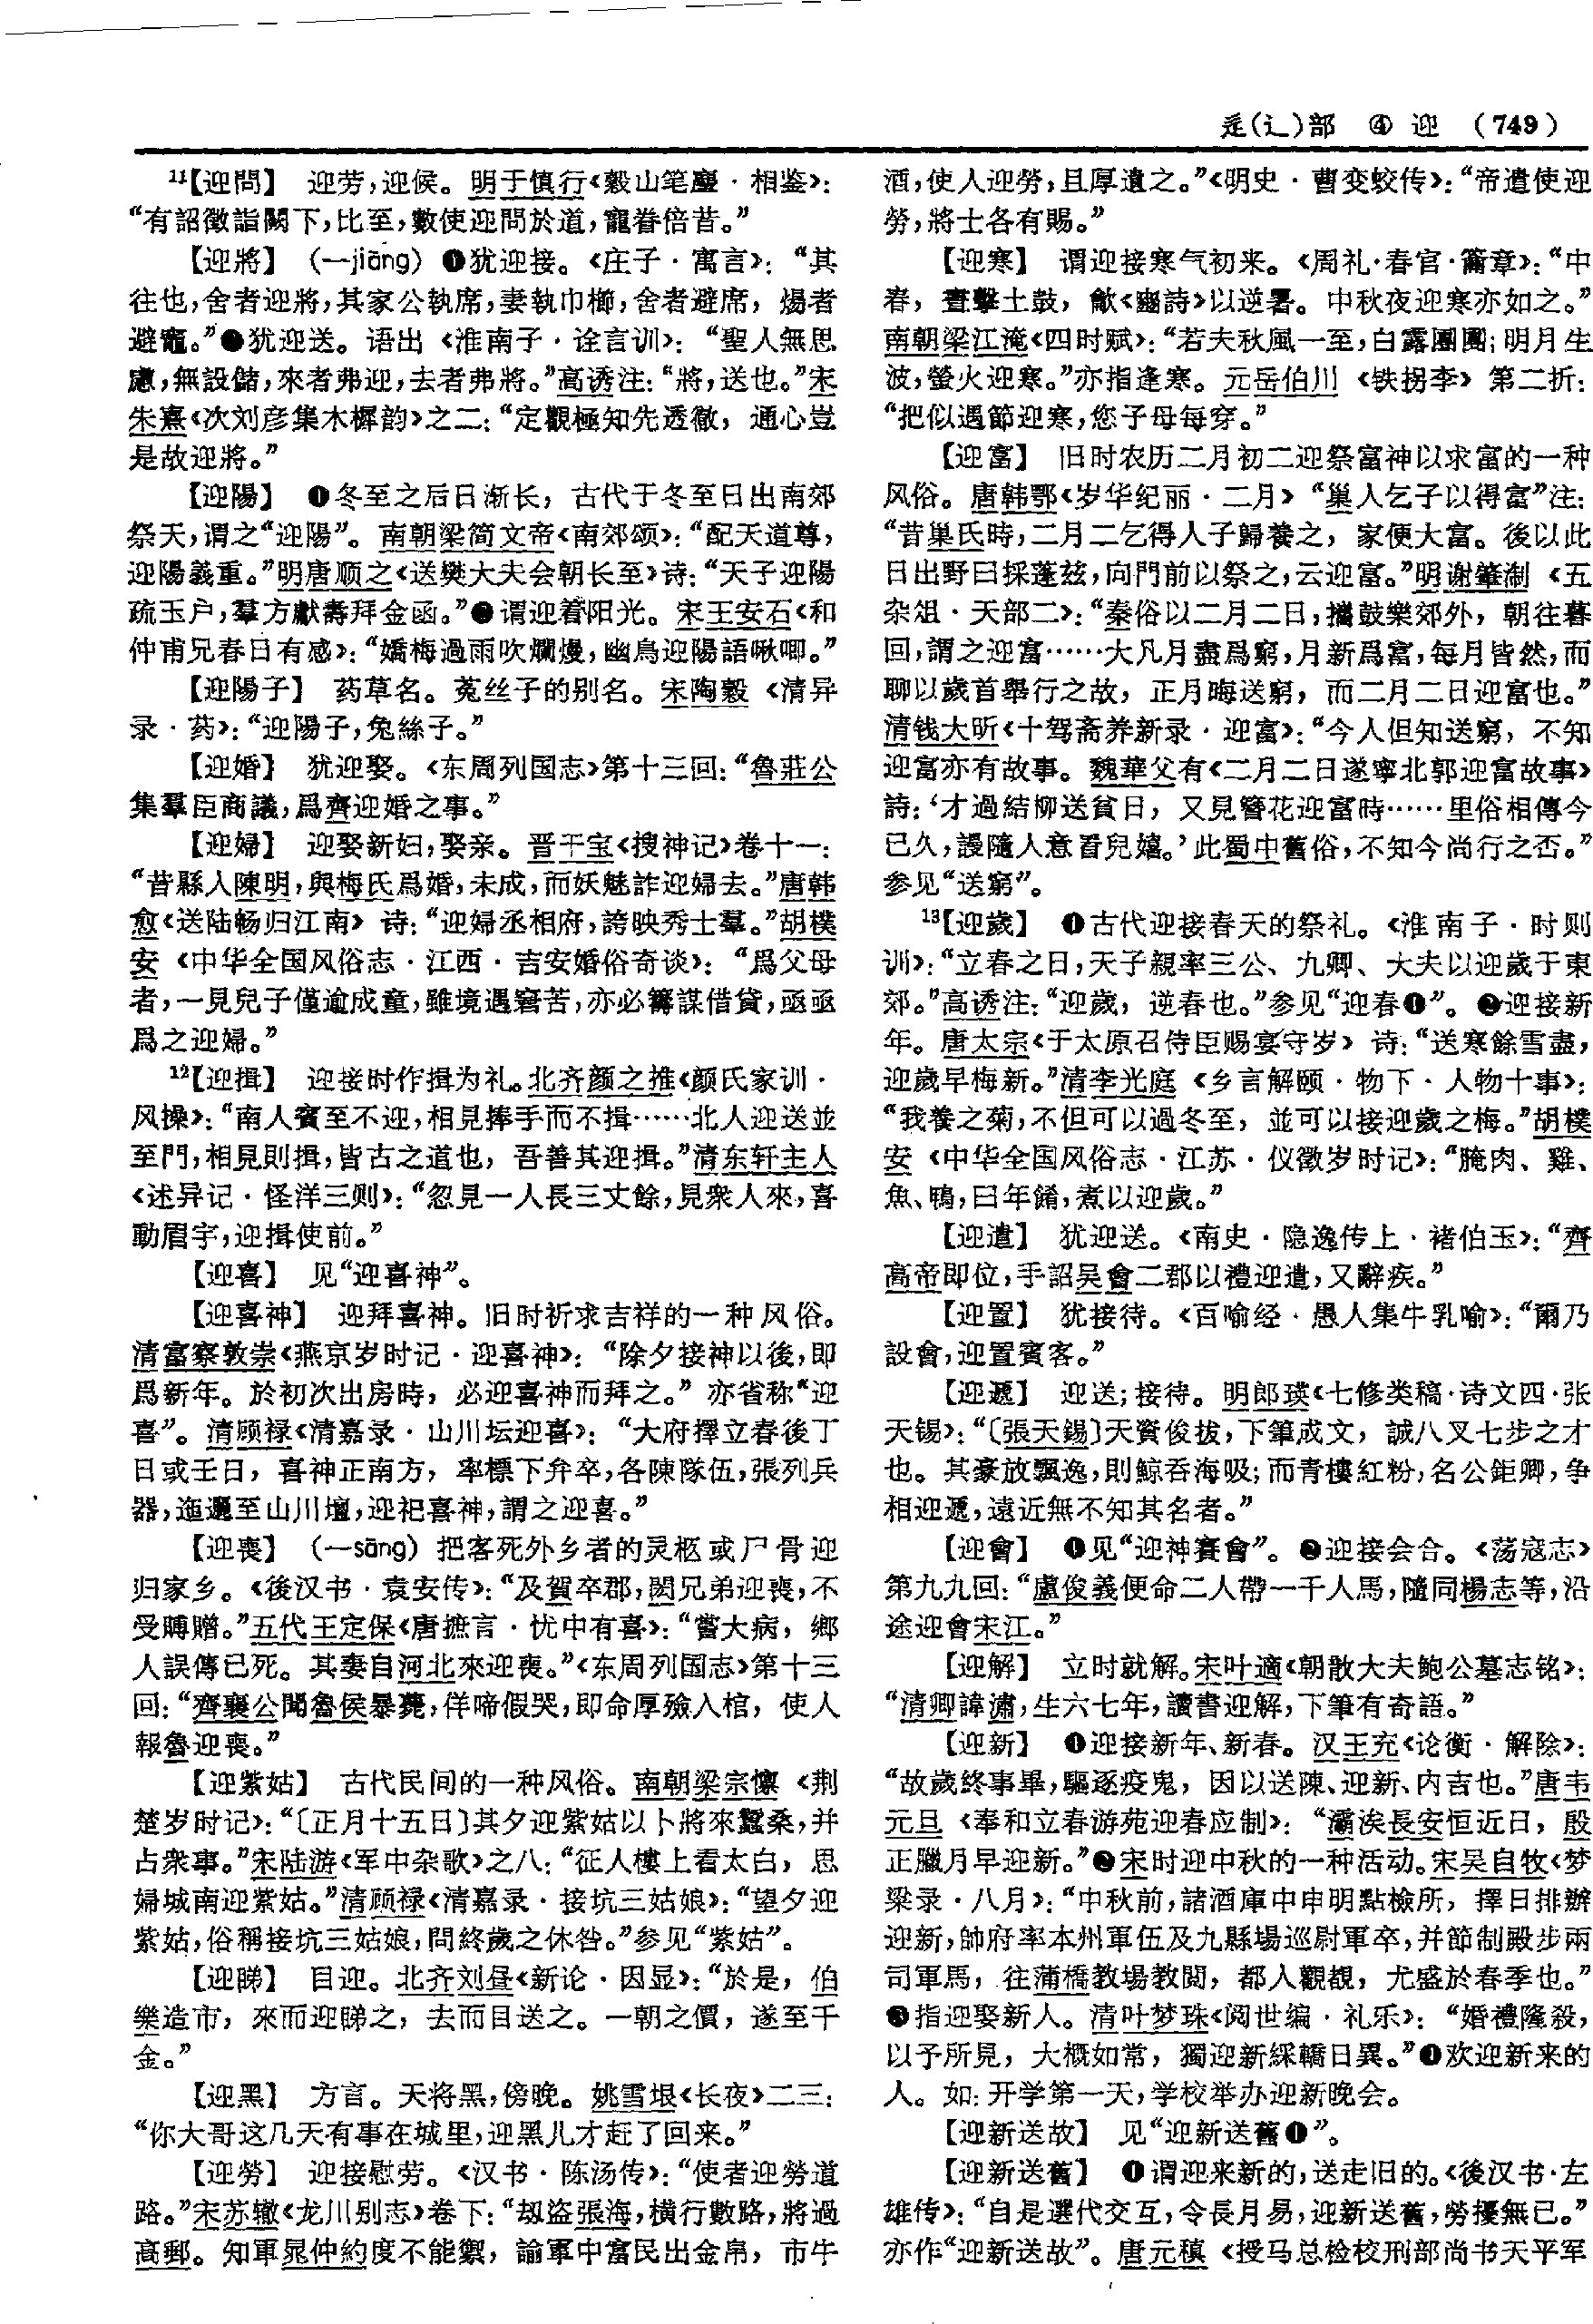 辵(辶)部 ④ 迎 (749)
¹¹【迎問】 迎劳,迎候。明于慎行《穀山笔麈·相鉴》:
“有詔徵詣闕下,比至,數使迎問於道,寵眷倍昔。”
【迎將】 (一jiāng) ❶犹迎接。《庄子·寓言》:“其
往也,舍者迎將,其家公執席,妻執巾櫛,舍者避席,煬者
避竈。”❷犹迎送。语出《淮南子·诠言训》:“聖人無思
慮,無設儲,來者弗迎,去者弗將。”高诱注:“將,送也。”宋
朱熹《次刘彦集木樨韵》之二:“定觀極知先透徹,通心豈
是故迎將。”
【迎陽】 ❶冬至之后日渐长,古代于冬至日出南郊
祭天,谓之“迎陽”。南朝梁简文帝《南郊颂》:“配天道尊,
迎陽義重。”明唐顺之《送樊大夫会朝长至》诗:“天子迎陽
疏玉户,羣方獻壽拜金函。”❷谓迎着阳光。宋王安石《和
仲甫兄春日有感》:“嬌梅過雨吹爛熳,幽鳥迎陽語啾唧。”
【迎陽子】 药草名。菟丝子的别名。宋陶穀《清异
录·药》:“迎陽子,兔絲子。”
【迎婚】 犹迎娶。《东周列国志》第十三回:“魯莊公
集羣臣商議,爲齊迎婚之事。”
【迎婦】 迎娶新妇,娶亲。晋干宝《搜神记》卷十一:
“昔縣人陳明,與梅氏爲婚,未成,而妖魅詐迎婦去。”唐韩
愈《送陆畅归江南》诗:“迎婦丞相府,誇映秀士羣。”胡樸
安《中华全国风俗志·江西·吉安婚俗奇谈》:“爲父母
者,一見兒子僅逾成童,雖境遇窘苦,亦必籌謀借貸,亟亟
爲之迎婦。”
¹²【迎揖】 迎接时作揖为礼。北齐颜之推《颜氏家训·
风操》:“南人賓至不迎,相見捧手而不揖……北人迎送並
至門,相見則揖,皆古之道也,吾善其迎揖。”清东轩主人
《述异记·怪洋三则》:“忽見一人長三丈餘,見衆人來,喜
動眉宇,迎揖使前。”
【迎喜】 见“迎喜神”。
【迎喜神】 迎拜喜神。旧时祈求吉祥的一种风俗。
清富察敦崇《燕京岁时记·迎喜神》:“除夕接神以後,即
爲新年。於初次出房時,必迎喜神而拜之。”亦省称“迎
喜”。清顾禄《清嘉录·山川坛迎喜》:“大府擇立春後丁
日或壬日,喜神正南方,率標下弁卒,各陳隊伍,張列兵
器,迤邐至山川壇,迎祀喜神,謂之迎喜。”
【迎喪】 (一sāng) 把客死外乡者的灵柩或尸骨迎
归家乡。《後汉书·袁安传》:“及賀卒郡,閎兄弟迎喪,不
受賻贈。”五代王定保《唐摭言·忧中有喜》:“嘗大病,鄉
人誤傳已死。其妻自河北來迎喪。”《东周列国志》第十三
回:“齊襄公聞魯侯暴薨,佯啼假哭,即命厚殮入棺,使人
報魯迎喪。”
【迎紫姑】 古代民间的一种风俗。南朝梁宗懔《荆
楚岁时记》:“〔正月十五日〕其夕迎紫姑以卜將來蠶桑,并
占衆事。”宋陆游《军中杂歌》之八:“征人樓上看太白,思
婦城南迎紫姑。”清顾禄《清嘉录·接坑三姑娘》:“望夕迎
紫姑,俗稱接坑三姑娘,問終歲之休咎。”参见“紫姑”。
【迎睇】 目迎。北齐刘昼《新论·因显》:“於是,伯
樂造市,來而迎睇之,去而目送之。一朝之價,遂至千
金。”
【迎黑】 方言。天将黑,傍晚。姚雪垠《长夜》二三:
“你大哥这几天有事在城里,迎黑儿才赶了回来。”
【迎勞】 迎接慰劳。《汉书·陈汤传》:“使者迎勞道
路。”宋苏辙《龙川别志》卷下:“刼盗張海,横行數路,將過
高郵。知軍晁仲約度不能禦,諭軍中富民出金帛,市牛
酒,使人迎勞,且厚遺之。”《明史·曹变蛟传》:“帝遣使迎
勞,將士各有賜。”
【迎寒】 谓迎接寒气初来。《周礼·春官·籥章》:“中
春,晝擊土鼓,龡《豳詩》以逆暑。中秋夜迎寒亦如之。”
南朝梁江淹《四时赋》:“若夫秋風一至,白露團團;明月生
波,螢火迎寒。”亦指逢寒。元岳伯川《铁拐李》第二折:
“把似遇節迎寒,您子母每穿。”
【迎富】 旧时农历二月初二迎祭富神以求富的一种
风俗。唐韩鄂《岁华纪丽·二月》“巢人乞子以得富”注:
“昔巢氏時,二月二乞得人子歸養之,家便大富。後以此
日出野曰採蓬兹,向門前以祭之,云迎富。”明谢肇淛《五
杂俎·天部二》:“秦俗以二月二日,攜鼓樂郊外,朝往暮
回,謂之迎富……大凡月盡爲窮,月新爲富,每月皆然,而
聊以歲首舉行之故,正月晦送窮,而二月二日迎富也。”
清钱大昕《十驾斋养新录·迎富》:“今人但知送窮,不知
迎富亦有故事。魏華父有《二月二日遂寧北郭迎富故事》
詩:‘才過結柳送貧日,又見簪花迎富時……里俗相傳今
已久,謾隨人意看兒嬉。’此蜀中舊俗,不知今尚行之否。”
参见“送窮”。
¹³【迎歲】 ❶古代迎接春天的祭礼。《淮南子·时则
训》:“立春之日,天子親率三公、九卿、大夫以迎歲于東
郊。”高诱注:“迎歲,逆春也。”参见“迎春❶”。❷迎接新
年。唐太宗《于太原召侍臣赐宴守岁》诗:“送寒餘雪盡,
迎歲早梅新。”清李光庭《乡言解颐·物下·人物十事》:
“我養之菊,不但可以過冬至,並可以接迎歲之梅。”胡樸
安《中华全国风俗志·江苏·仪徵岁时记》:“腌肉、雞、
魚、鴨,曰年餚,煮以迎歲。”
【迎遣】 犹迎送。《南史·隐逸传上·褚伯玉》:“齊
高帝即位,手詔吴會二郡以禮迎遣,又辭疾。”
【迎置】 犹接待。《百喻经·愚人集牛乳喻》:“爾乃
設會,迎置賓客。”
【迎遞】 迎送;接待。明郎瑛《七修类稿·诗文四·张
天锡》:“〔張天錫〕天資俊拔,下筆成文,誠八叉七步之才
也。其豪放飄逸,則鯨吞海吸;而青樓紅粉,名公鉅卿,争
相迎遞,遠近無不知其名者。”
【迎會】 ❶见“迎神賽會”。❷迎接会合。《荡寇志》
第九九回:“盧俊義便命二人帶一千人馬,隨同楊志等,沿
途迎會宋江。”
【迎解】 立时就解。宋叶適《朝散大夫鲍公墓志铭》:
“清卿諱潚,生六七年,讀書迎解,下筆有奇語。”
【迎新】 ❶迎接新年、新春。汉王充《论衡·解除》:
“故歲終事畢,驅逐疫鬼,因以送陳、迎新、内吉也。”唐韦
元旦《奉和立春游苑迎春应制》:“灞涘長安恒近日,殷
正臘月早迎新。”❷宋时迎中秋的一种活动。宋吴自牧《梦
粱录·八月》:“中秋前,諸酒庫中申明點檢所,擇日排辦
迎新,帥府率本州軍伍及九縣場巡尉軍卒,并節制殿步兩
司軍馬,往蒲橋教場教閲,都人觀覩,尤盛於春季也。”
❸指迎娶新人。清叶梦珠《阅世编·礼乐》:“婚禮隆殺,
以予所見,大概如常,獨迎新綵轎日異。”❹欢迎新来的
人。如:开学第一天,学校举办迎新晚会。
【迎新送故】 见“迎新送舊❶”。
【迎新送舊】 ❶谓迎来新的,送走旧的。《後汉书·左
雄传》:“自是選代交互,令長月易,迎新送舊,勞擾無已。”
亦作“迎新送故”。唐元稹《授马总检校刑部尚书天平军